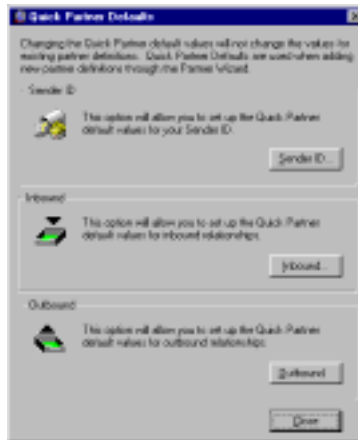 Quick Partner Defaults
Changing the Quick Partner default values will not change the values for
existing partner definitions. Quick Partner Defaults are used when adding
new partner definitions through the Partner Wizard.
Sender ID
This option will allow you to set up the Quick Partner
default values for your Sender ID.
Sender ID...
Inbound
This option will allow you to set up the Quick Partner
default values for inbound relationships.
Inbound...
Outbound
This option will allow you to set up the Quick Partner
default values for outbound relationships.
Outbound
Close